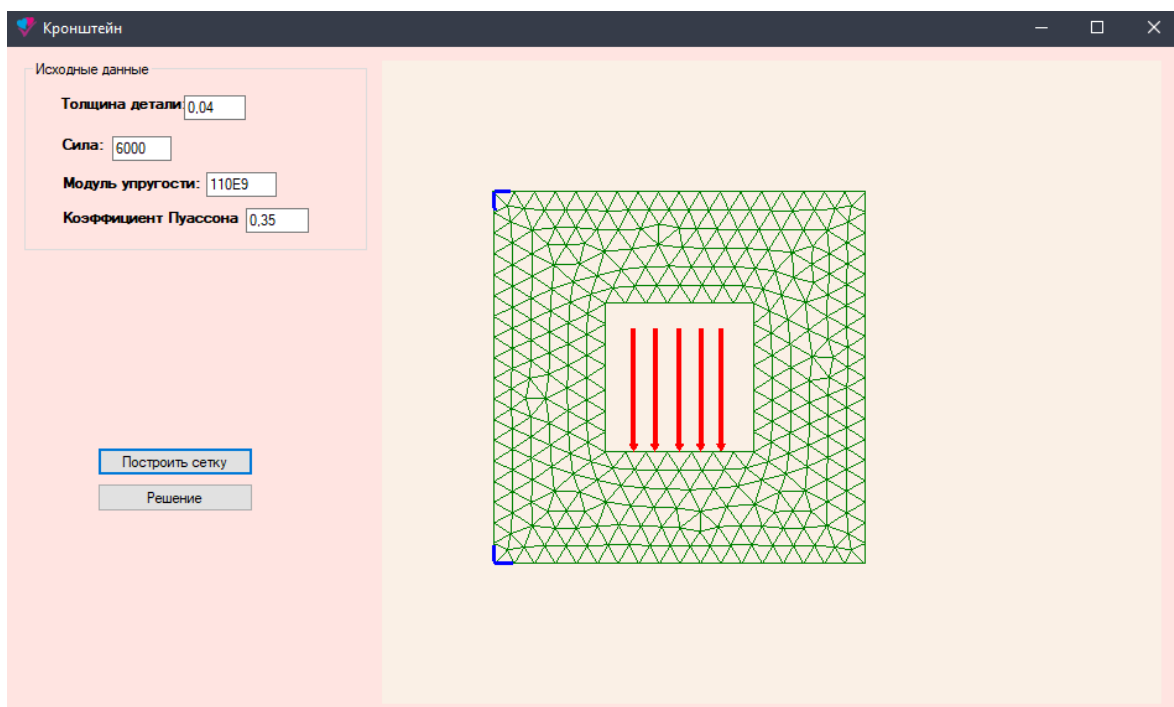 Кронштейн
Исходные данные
Толщина детали: 0,04
Сила: 6000
Модуль упругости: 110E9
Коэффициент Пуассона 0,35
Построить сетку
Решение